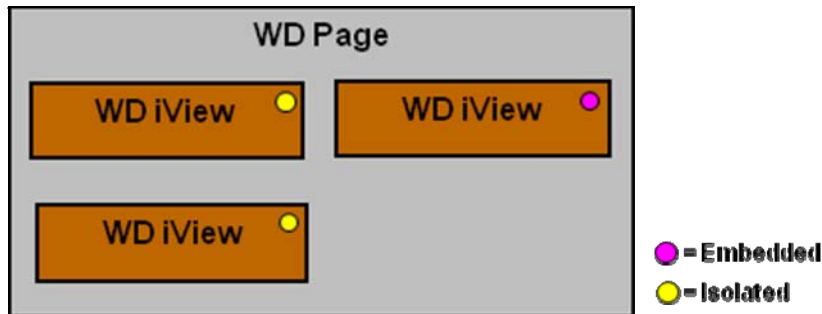 WD Page
WD iView
WD iView
WD iView
= Embedded
= Isolated